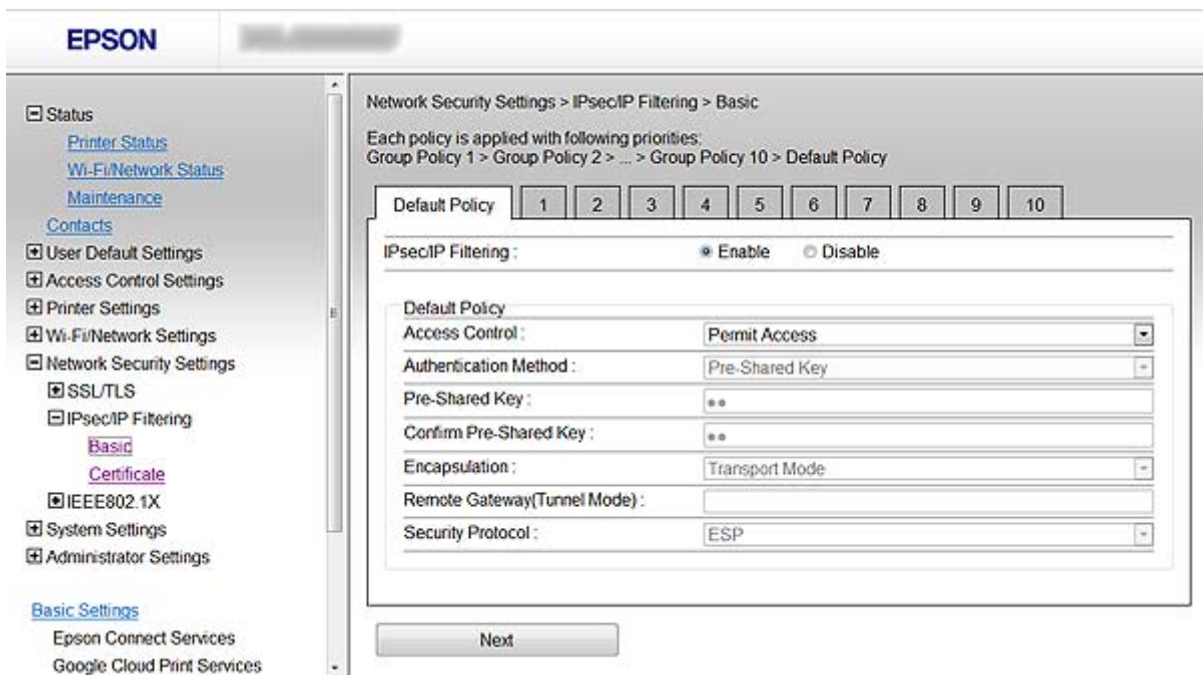 EPSON
Status
Printer Status
Wi-Fi/Network Status
Maintenance
Contacts
User Default Settings
Access Control Settings
Printer Settings
Wi-Fi/Network Settings
Network Security Settings
SSL/TLS
IPsec/IP Filtering
Basic
Certificate
IEEE802.1X
System Settings
Administrator Settings
Basic Settings
Epson Connect Services
Google Cloud Print Services
Network Security Settings > IPsec/IP Filtering > Basic
Each policy is applied with following priorities:
Group Policy 1 > Group Policy 2 > ... > Group Policy 10 > Default Policy
Default Policy 1 2 3 4 5 6 7 8 9 10
IPsec/IP Filtering : Enable Disable
Default Policy
Access Control : Permit Access
Authentication Method : Pre-Shared Key
Pre-Shared Key : ●●
Confirm Pre-Shared Key : ●●
Encapsulation : Transport Mode
Remote Gateway(Tunnel Mode) :
Security Protocol : ESP
Next